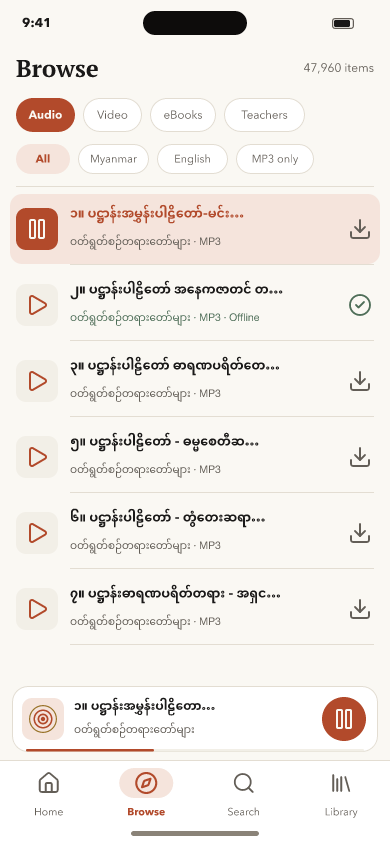 9:41
Browse
47,960 items
Audio
Video
eBooks
Teachers
All
Myanmar
English
MP3 only
၁။ ပဋ္ဌာန်းအမွှန်းပါဠိတော်-မင်း...
ဝတ်ရွတ်စဉ်တရားတော်များ · MP3
၂။ ပဋ္ဌာန်းပါဠိတော် အနေကဇာတင် တ...
ဝတ်ရွတ်စဉ်တရားတော်များ · MP3 · Offline
၃။ ပဋ္ဌာန်းပါဠိတော် ဓာရဏပရိတ်တေ...
ဝတ်ရွတ်စဉ်တရားတော်များ · MP3
၅။ ပဋ္ဌာန်းပါဠိတော် - ဓမ္မစေတီဆ...
ဝတ်ရွတ်စဉ်တရားတော်များ · MP3
၆။ ပဋ္ဌာန်းပါဠိတော် - တွံတေးဆရာ...
ဝတ်ရွတ်စဉ်တရားတော်များ · MP3
၇။ ပဋ္ဌာန်းဓာရဏပရိတ်တရား - အရှင...
ဝတ်ရွတ်စဉ်တရားတော်များ · MP3
၁။ ပဋ္ဌာန်းအမွှန်းပါဠိတော...
ဝတ်ရွတ်စဉ်တရားတော်များ
Home
Browse
Search
Library